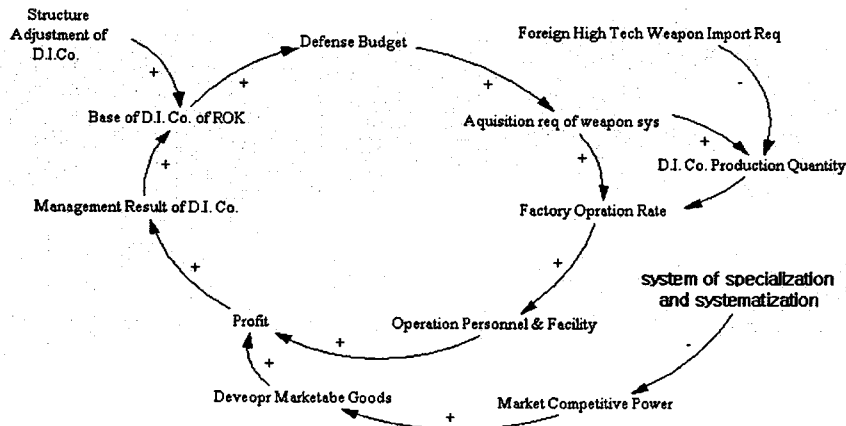 Structure
Adjustment of
D.I.Co.
Defense Budget
Foreign High Tech Weapon Import Req
+
+
+
-
Base of D.I. Co. of ROK
Aquisition req of weapon sys
+
+
+
D.I. Co. Production Quantity
Management Result of D.I. Co.
Factory Opration Rate
+
+
system of specialization
and systematization
Profit
Operation Personnel & Facility
+
-
+
Deveopr Marketabe Goods
Market Competitive Power
+